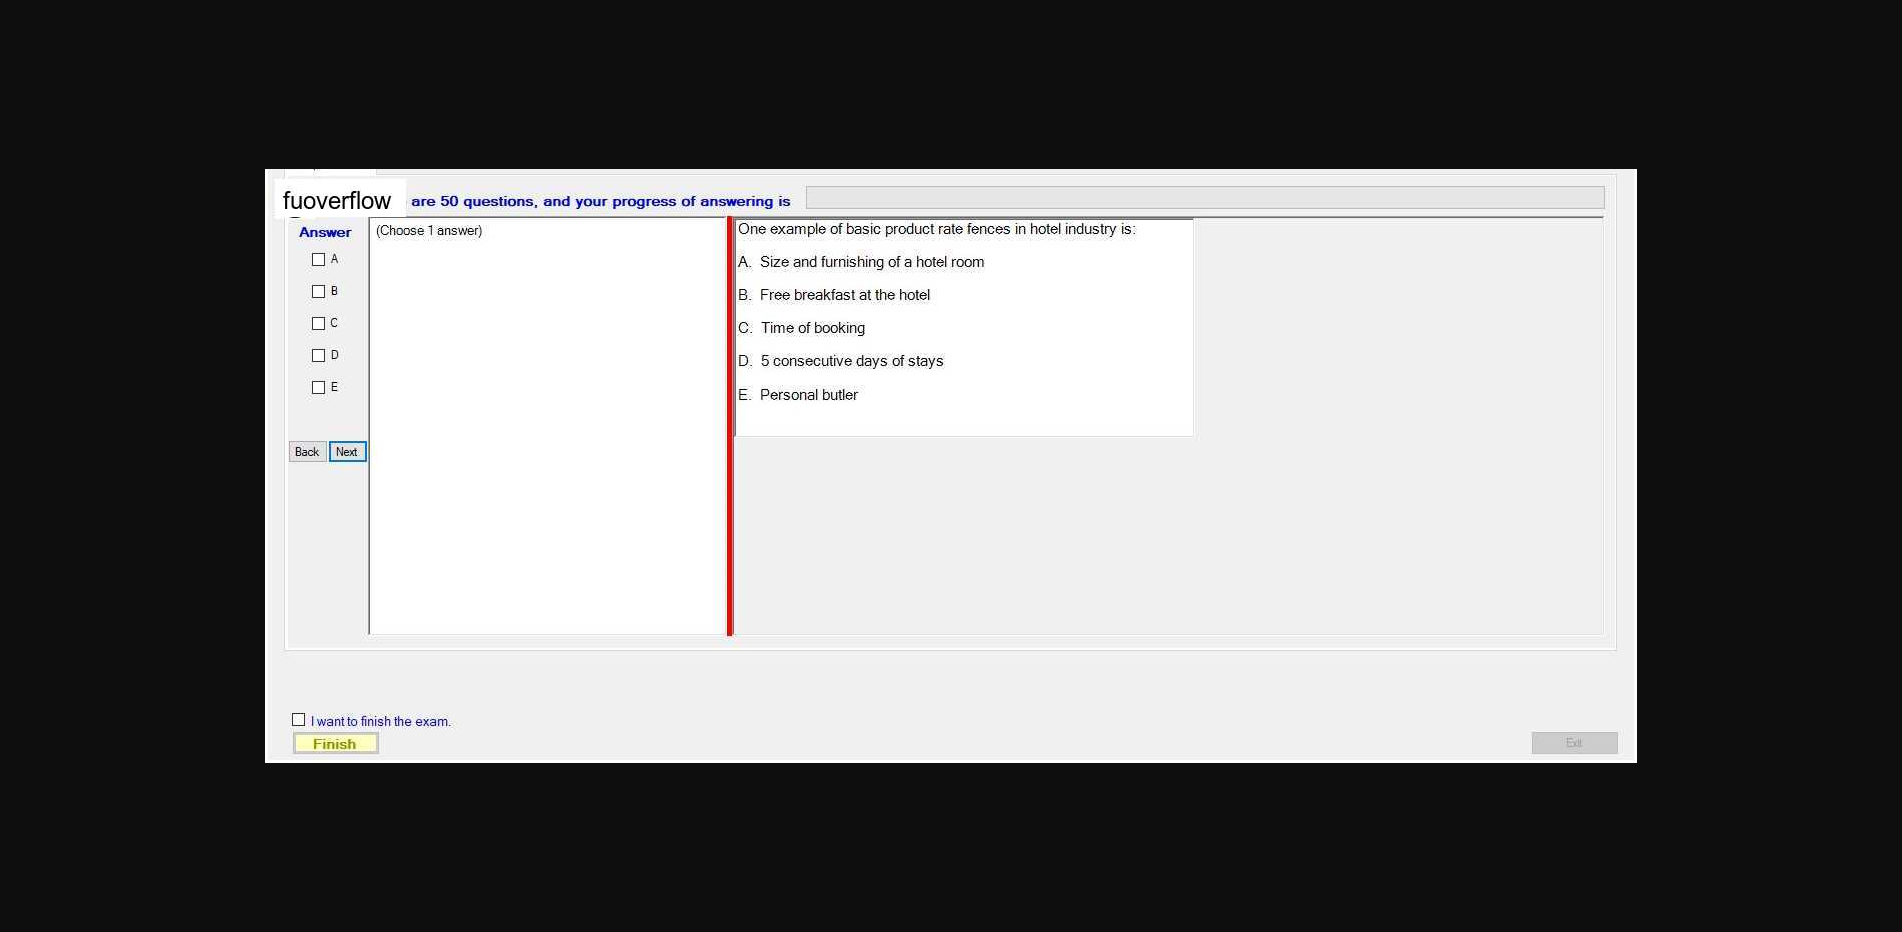 fuoverflow are 50 questions, and your progress of answering is
Answer
(Choose 1 answer)
A
B
C
D
E
Back Next
One example of basic product rate fences in hotel industry is:
A. Size and furnishing of a hotel room
B. Free breakfast at the hotel
C. Time of booking
D. 5 consecutive days of stays
E. Personal butler
I want to finish the exam.
Finish
Exit